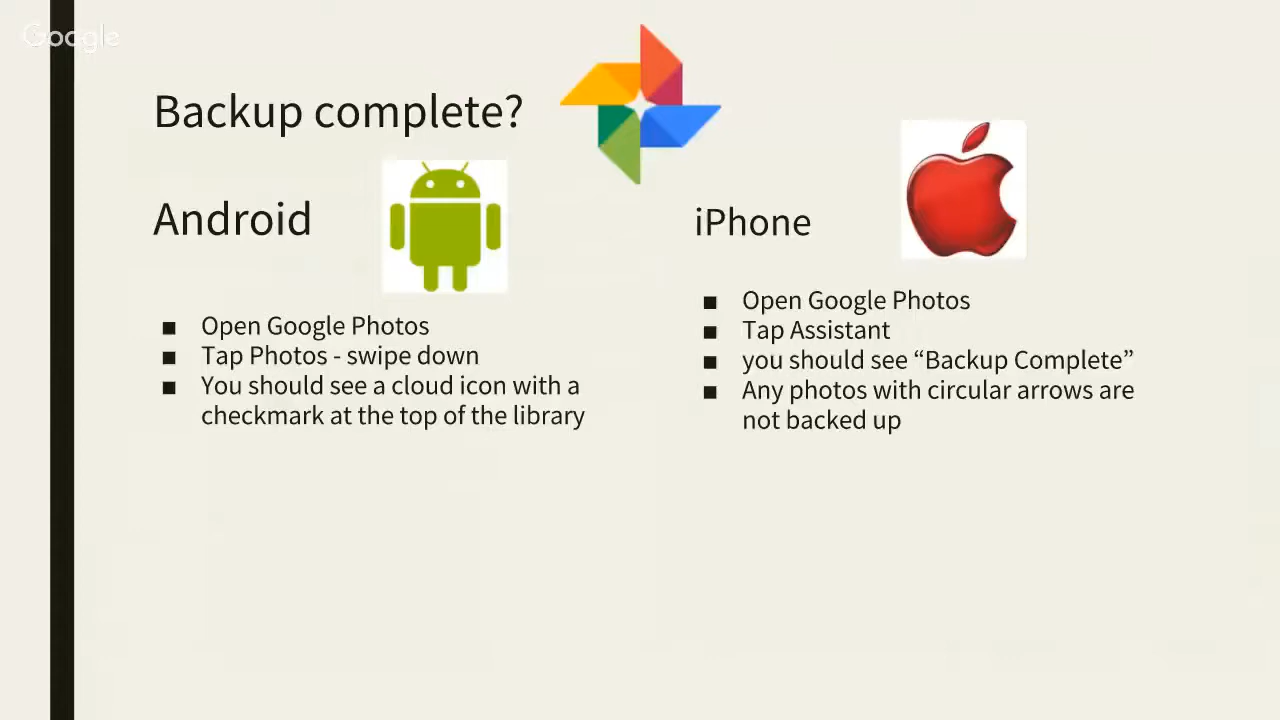 Google
Backup complete?
Android
Open Google Photos
Tap Photos - swipe down
You should see a cloud icon with a
checkmark at the top of the library
iPhone
Open Google Photos
Tap Assistant
you should see “Backup Complete”
Any photos with circular arrows are
not backed up